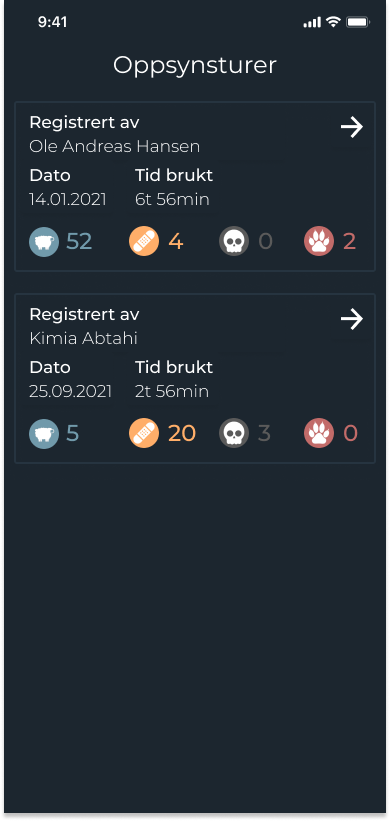 9:41
Oppsynsturer
Registrert av
Ole Andreas Hansen
Dato Tid brukt
14.01.2021 6t 56min
52 4 0 2
Registrert av
Kimia Abtahi
Dato Tid brukt
25.09.2021 2t 56min
5 20 3 0